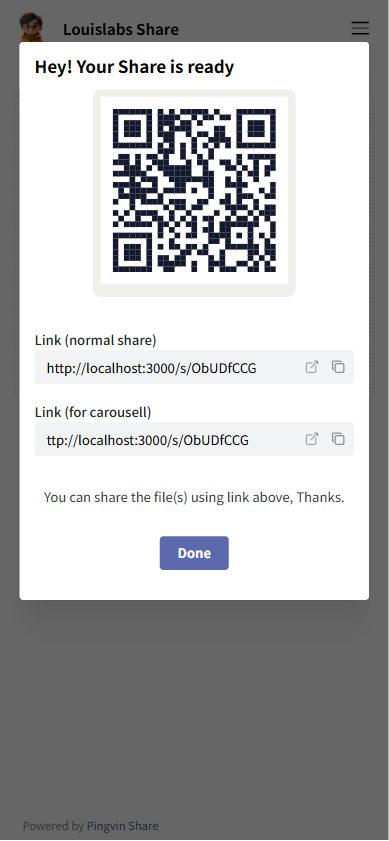 Louislabs Share
Hey! Your Share is ready
Link (normal share)
http://localhost:3000/s/ObUDfCCG
Link (for carousell)
ttp://localhost:3000/s/ObUDfCCG
You can share the file(s) using link above, Thanks.
Done
Powered by Pingvin Share